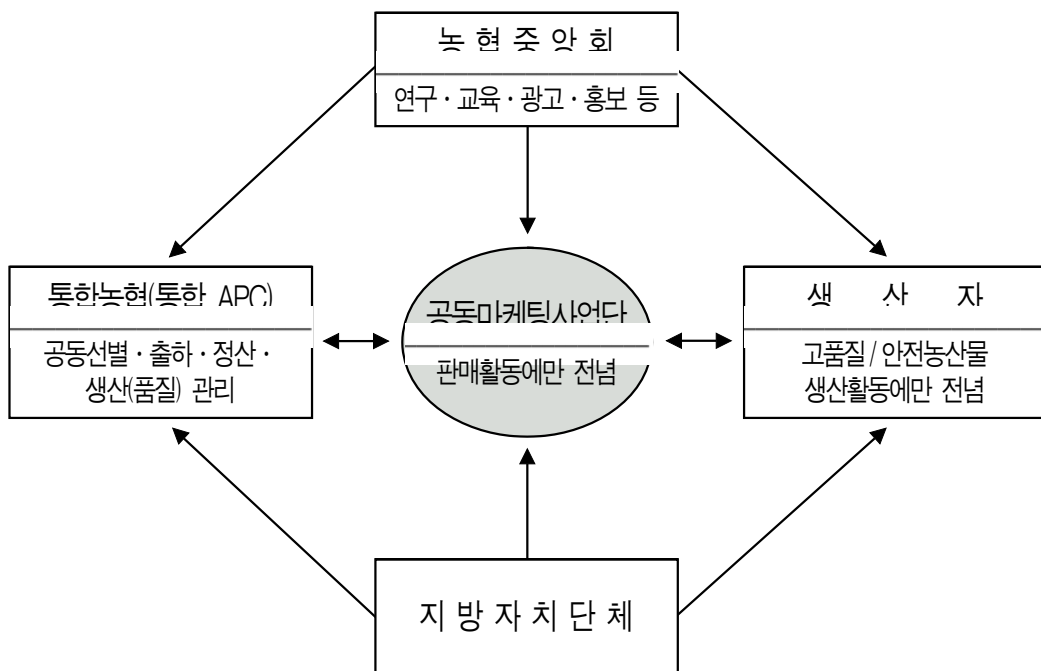 농 협 중 앙 회
연구·교육·광고·홍보 등
통합농협(통합 APC)
공동선별·출하·정산·
생산(품질) 관리
공동마케팅사업단
판매활동에만 전념
생 산 자
고품질/안전농산물
생산활동에만 전념
지 방 자 치 단 체